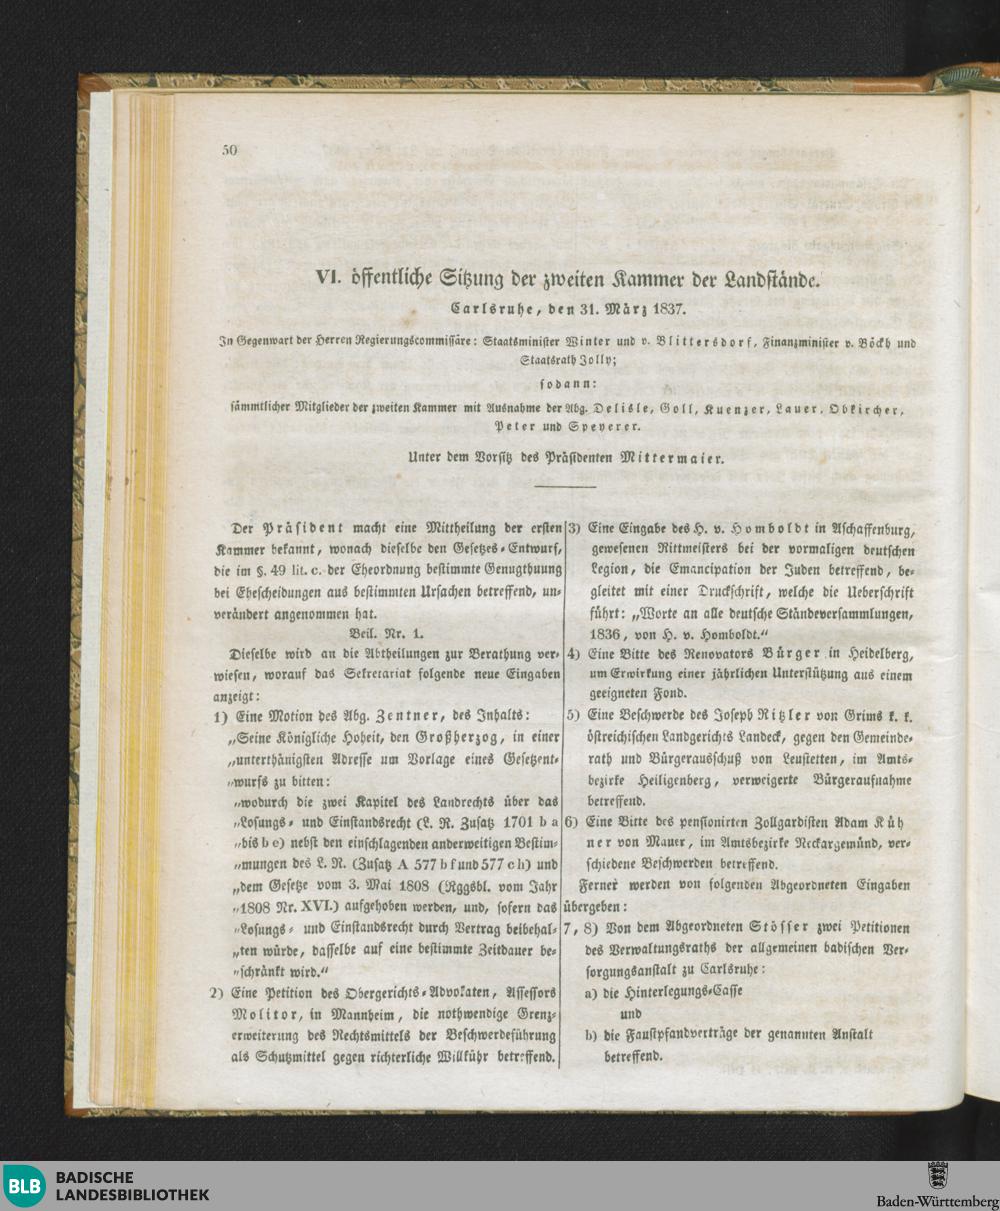 50
VI. öffentliche Sitzung der zweiten Kammer der Landstände.
Carlsruhe, den 31. März 1837.
In Gegenwart der Herren Regierungscommissäre: Staatsminister Winter und v. Blittersdorf, Finanzminister v. Böckh und
Staatsrath Jolly;
sodann:
sämmtlicher Mitglieder der zweiten Kammer mit Ausnahme der Abg. Delisle, Goll, Kuenzer, Lauer, Obkircher,
Peter und Speyerer.
Unter dem Vorsitz des Präsidenten Mittermaier.
Der Präsident macht eine Mittheilung der ersten
Kammer bekannt, wonach dieselbe den Gesetzes-Entwurf,
die im §. 49 lit. c. der Eheordnung bestimmte Genugthuung
bei Ehescheidungen aus bestimmten Ursachen betreffend, un-
verändert angenommen hat.
Beil. Nr. 1.
Dieselbe wird an die Abtheilungen zur Berathung ver-
wiesen, worauf das Sekretariat folgende neue Eingaben
anzeigt:
1) Eine Motion des Abg. Zentner, des Inhalts:
„Seine Königliche Hoheit, den Großherzog, in einer
„unterthänigsten Adresse um Vorlage eines Gesetzent-
„wurfs zu bitten:
„wodurch die zwei Kapitel des Landrechts über das
„Losungs- und Einstandsrecht (L. R. Zusatz 1701 b a
„bis b e) nebst den einschlagenden anderweitigen Bestim-
„mungen des L. R. (Zusatz A 577 b f und 577 c h) und
„dem Gesetze vom 3. Mai 1808 (Rggsbl. vom Jahr
„1808 Nr. XVI.) aufgehoben werden, und, sofern das
„Losungs- und Einstandsrecht durch Vertrag beibehal-
„ten würde, dasselbe auf eine bestimmte Zeitdauer be-
„schränkt wird.“
2) Eine Petition des Obergerichts-Advokaten, Assessors
Molitor, in Mannheim, die nothwendige Grenz-
erweiterung des Rechtsmittels der Beschwerdeführung
als Schutzmittel gegen richterliche Willkühr betreffend.
3) Eine Eingabe des H. v. Homboldt in Aschaffenburg,
gewesenen Rittmeisters bei der vormaligen deutschen
Legion, die Emancipation der Juden betreffend, be-
gleitet mit einer Druckschrift, welche die Ueberschrift
führt: „Worte an alle deutsche Ständeversammlungen,
1836, von H. v. Homboldt.“
4) Eine Bitte des Renovators Bürger in Heidelberg,
um Erwirkung einer jährlichen Unterstützung aus einem
geeigneten Fond.
5) Eine Beschwerde des Joseph Ritzler von Grims k. k.
östreichischen Landgerichts Landeck, gegen den Gemeinde-
rath und Bürgerausschuß von Leustetten, im Amts-
bezirke Heiligenberg, verweigerte Bürgeraufnahme
betreffend.
6) Eine Bitte des pensionirten Zollgardisten Adam Küh
ner von Mauer, im Amtsbezirke Neckargemünd, ver-
schiedene Beschwerden betreffend.
Ferner werden von folgenden Abgeordneten Eingaben
übergeben:
7, 8) Von dem Abgeordneten Stösser zwei Petitionen
des Verwaltungsraths der allgemeinen badischen Ver-
sorgungsanstalt zu Carlsruhe:
a) die Hinterlegungs-Casse
und
b) die Faustpfandverträge der genannten Anstalt
betreffend.
BLB
BADISCHE
LANDESBIBLIOTHEK
Baden-Württemberg